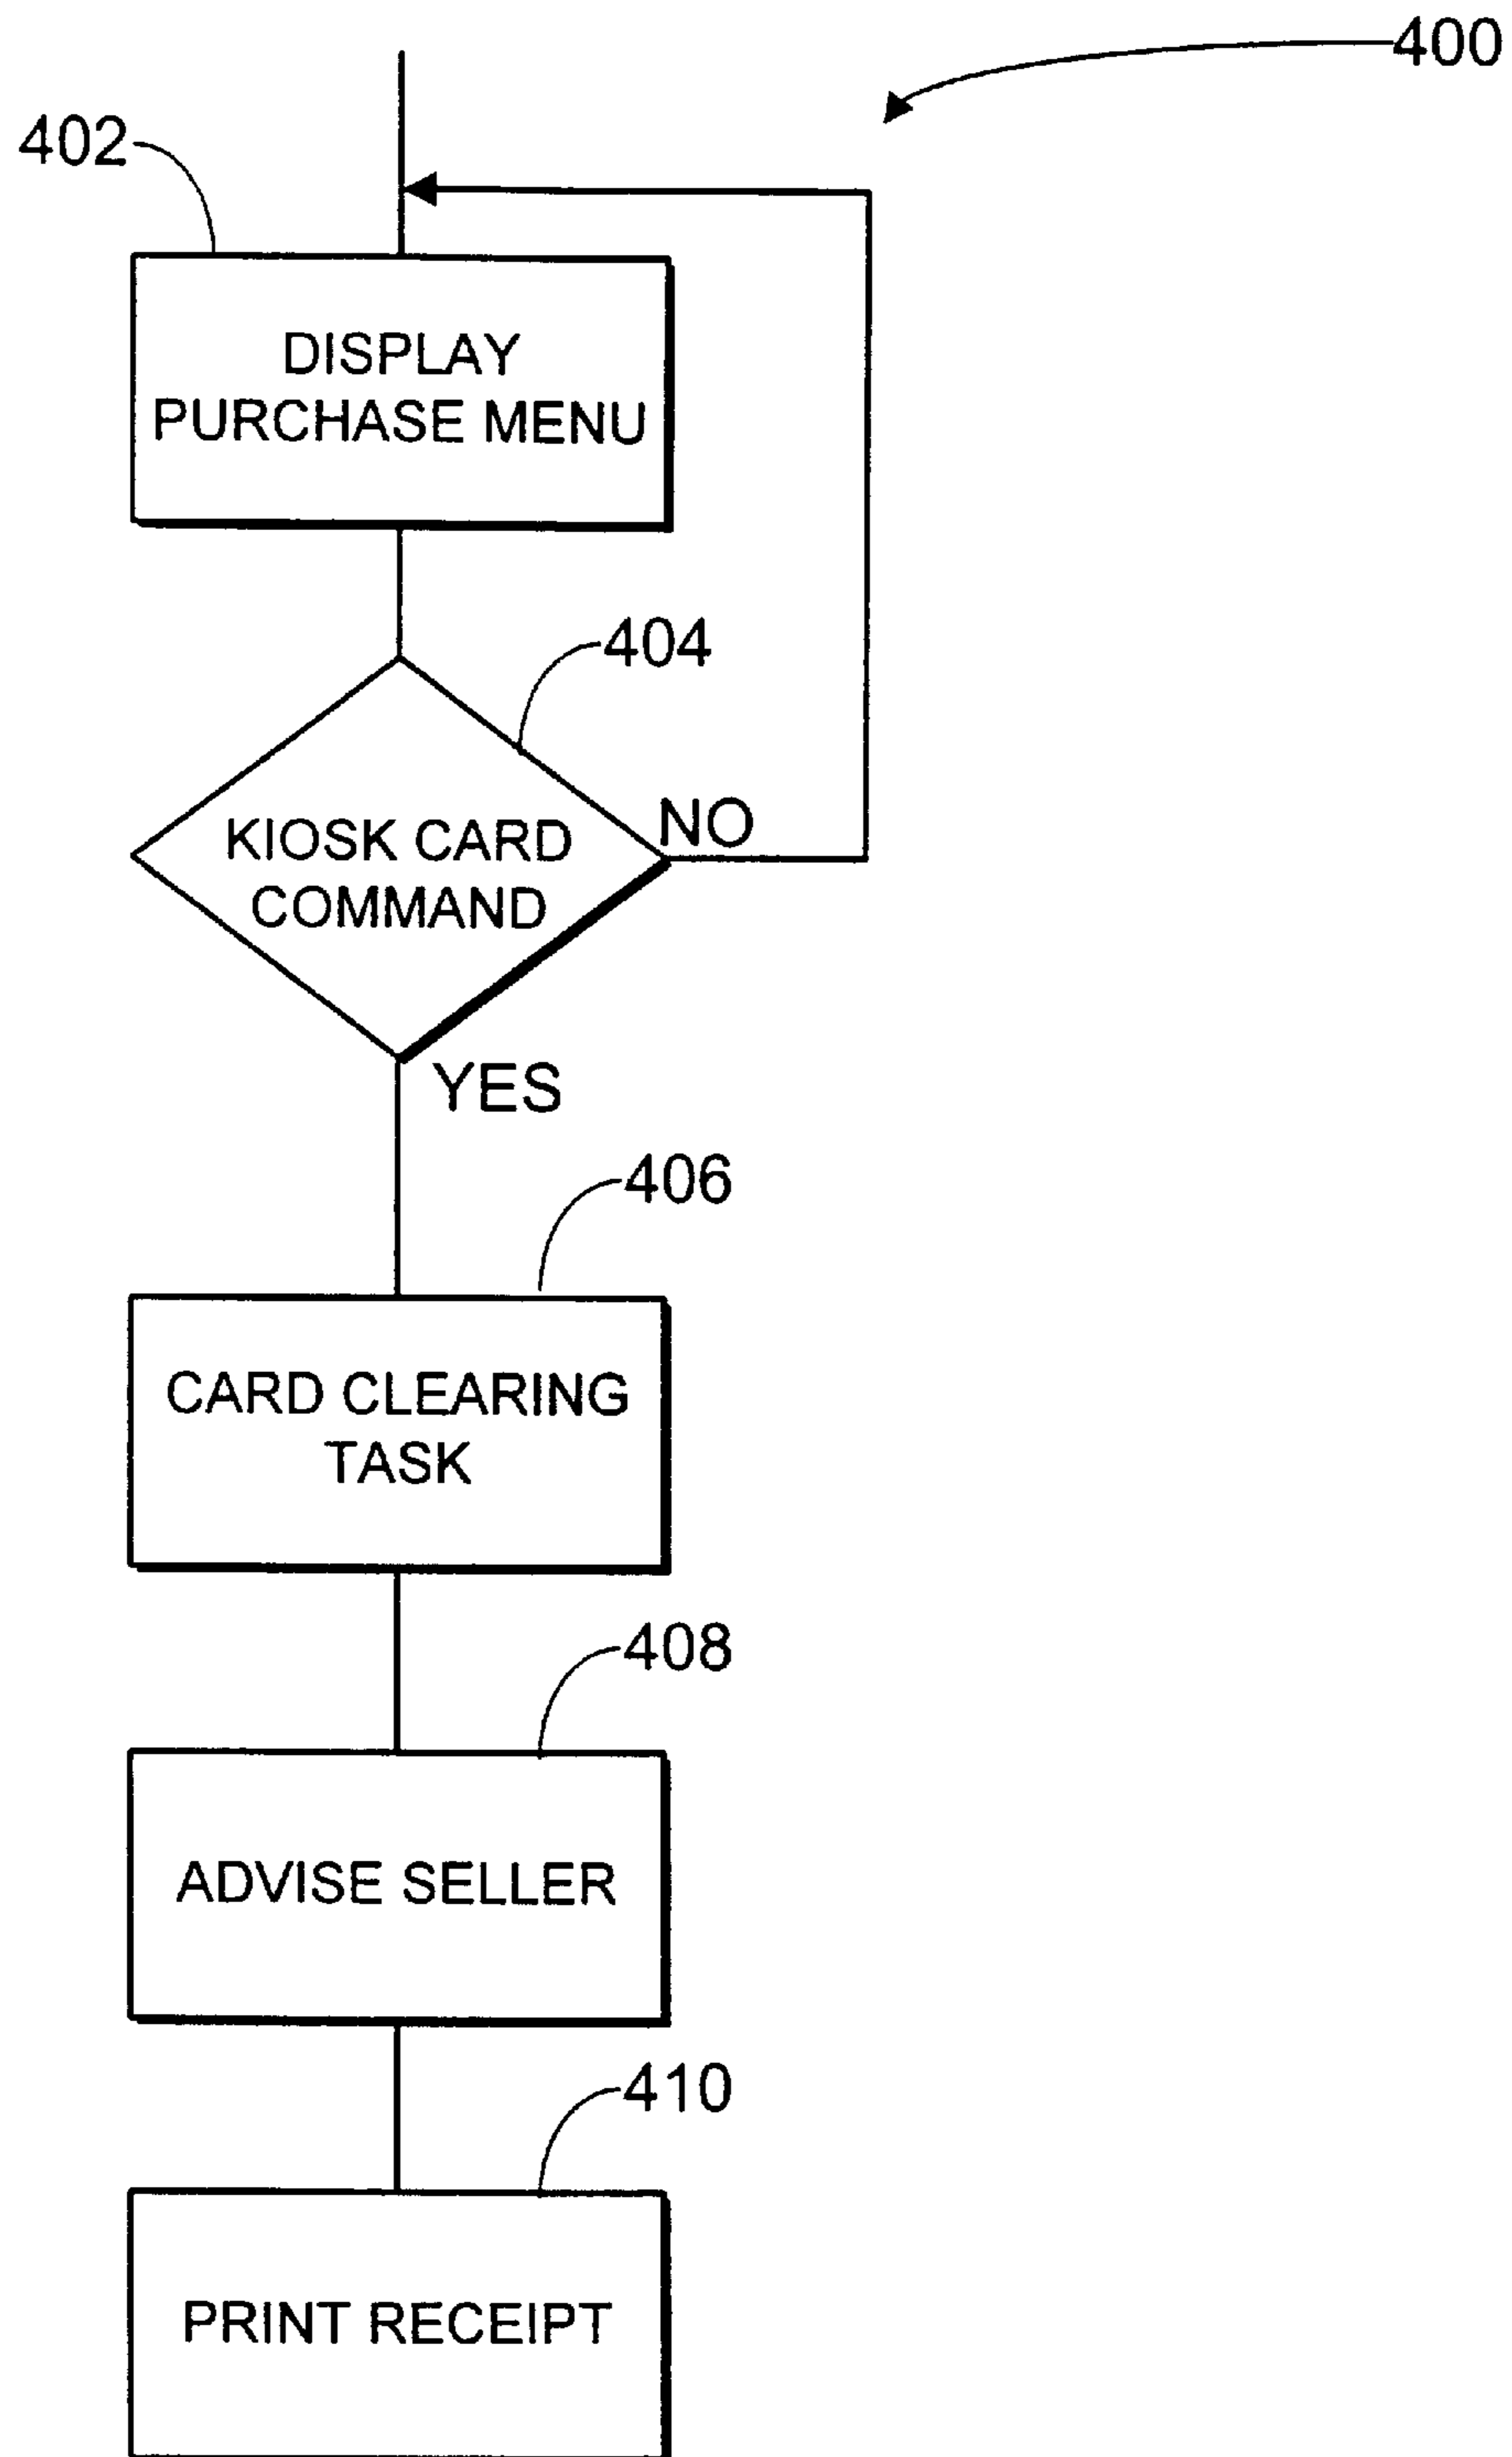 400
402
DISPLAY
PURCHASE MENU
404
KIOSK CARD
COMMAND
NO
YES
406
CARD CLEARING
TASK
408
ADVISE SELLER
410
PRINT RECEIPT